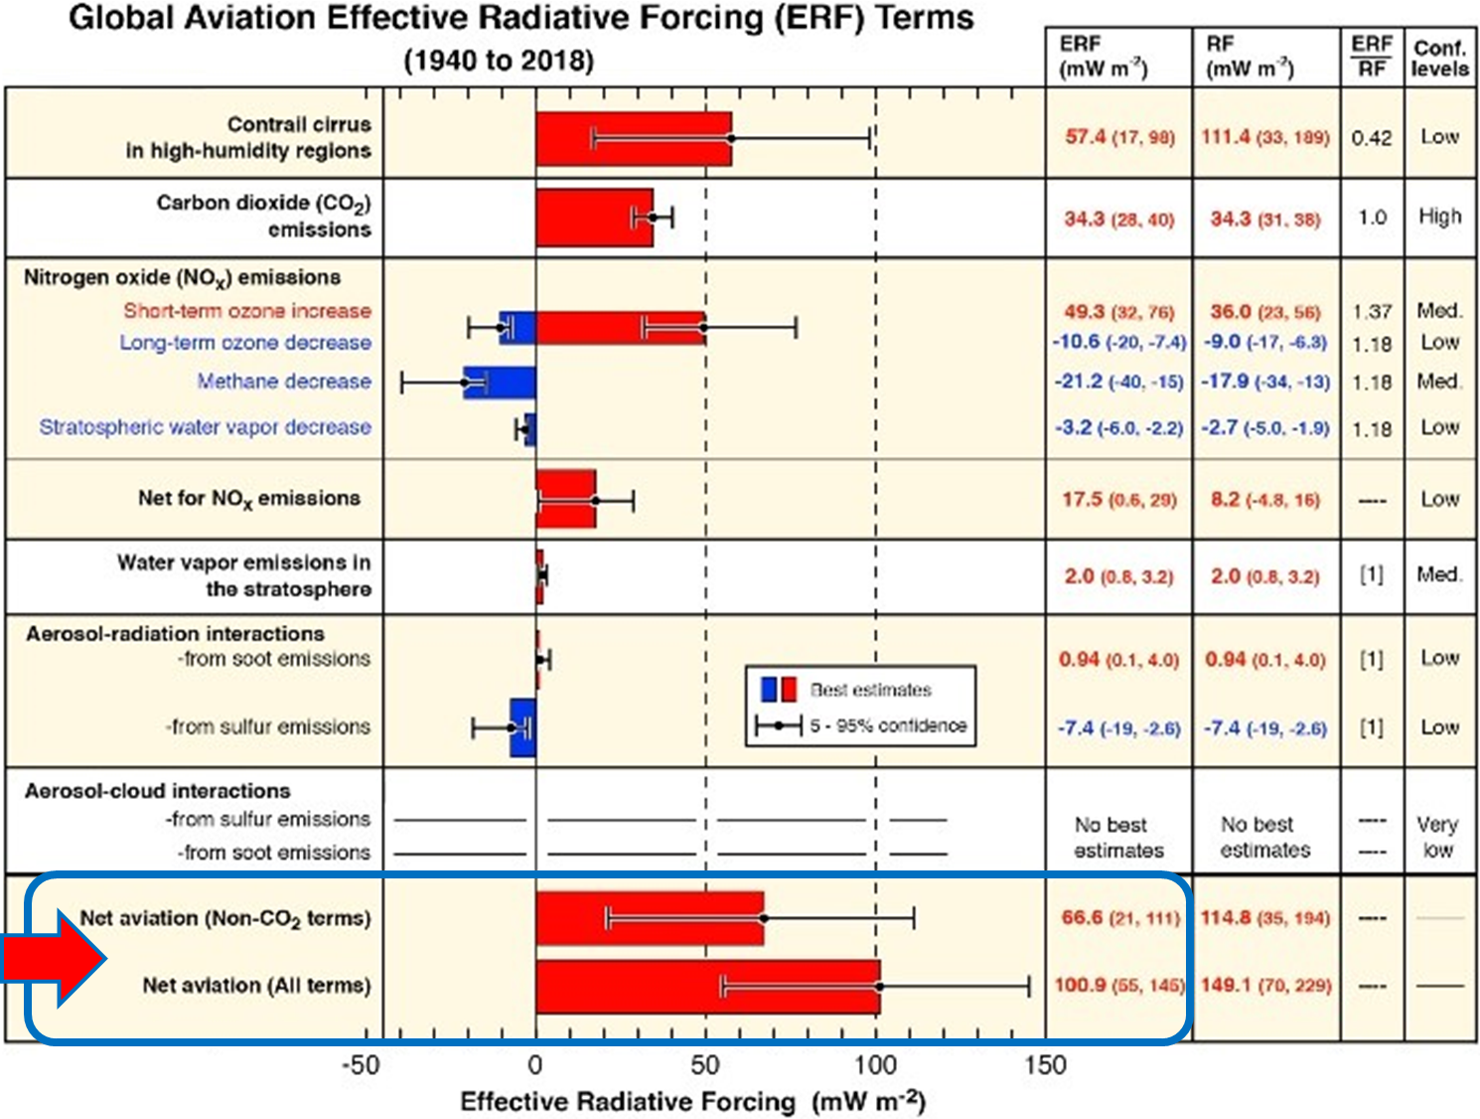 Global Aviation Effective Radiative Forcing (ERF) Terms
(1940 to 2018)
ERF (mW m-2)
RF (mW m-2)
ERF RF
Conf. levels
Contrail cirrus
in high-humidity regions
57.4 (17, 98) 111.4 (33, 189) 0.42 Low
Carbon dioxide (CO2)
emissions
34.3 (28, 40) 34.3 (31, 38) 1.0 High
Nitrogen oxide (NOx) emissions
Short-term ozone increase 49.3 (32, 76) 36.0 (23, 56) 1.37 Med.
Long-term ozone decrease -10.6 (-20, -7.4) -9.0 (-17, -6.3) 1.18 Low
Methane decrease -21.2 (-40, -15) -17.9 (-34, -13) 1.18 Med.
Stratospheric water vapor decrease -3.2 (-6.0, -2.2) -2.7 (-5.0, -1.9) 1.18 Low
Net for NOx emissions 17.5 (0.6, 29) 8.2 (-4.8, 16) ---- Low
Water vapor emissions in
the stratosphere
2.0 (0.8, 3.2) 2.0 (0.8, 3.2) [1] Med.
Aerosol-radiation interactions
-from soot emissions 0.94 (0.1, 4.0) 0.94 (0.1, 4.0) [1] Low
Best estimates
5 - 95% confidence
-from sulfur emissions -7.4 (-19, -2.6) -7.4 (-19, -2.6) [1] Low
Aerosol-cloud interactions
-from sulfur emissions
-from soot emissions
No best estimates
No best estimates
----
----
Very low
Net aviation (Non-CO2 terms) 66.6 (21, 111) 114.8 (35, 194) ----
Net aviation (All terms) 100.9 (55, 145) 149.1 (70, 229) ----
-50 0 50 100 150
Effective Radiative Forcing (mW m-2)